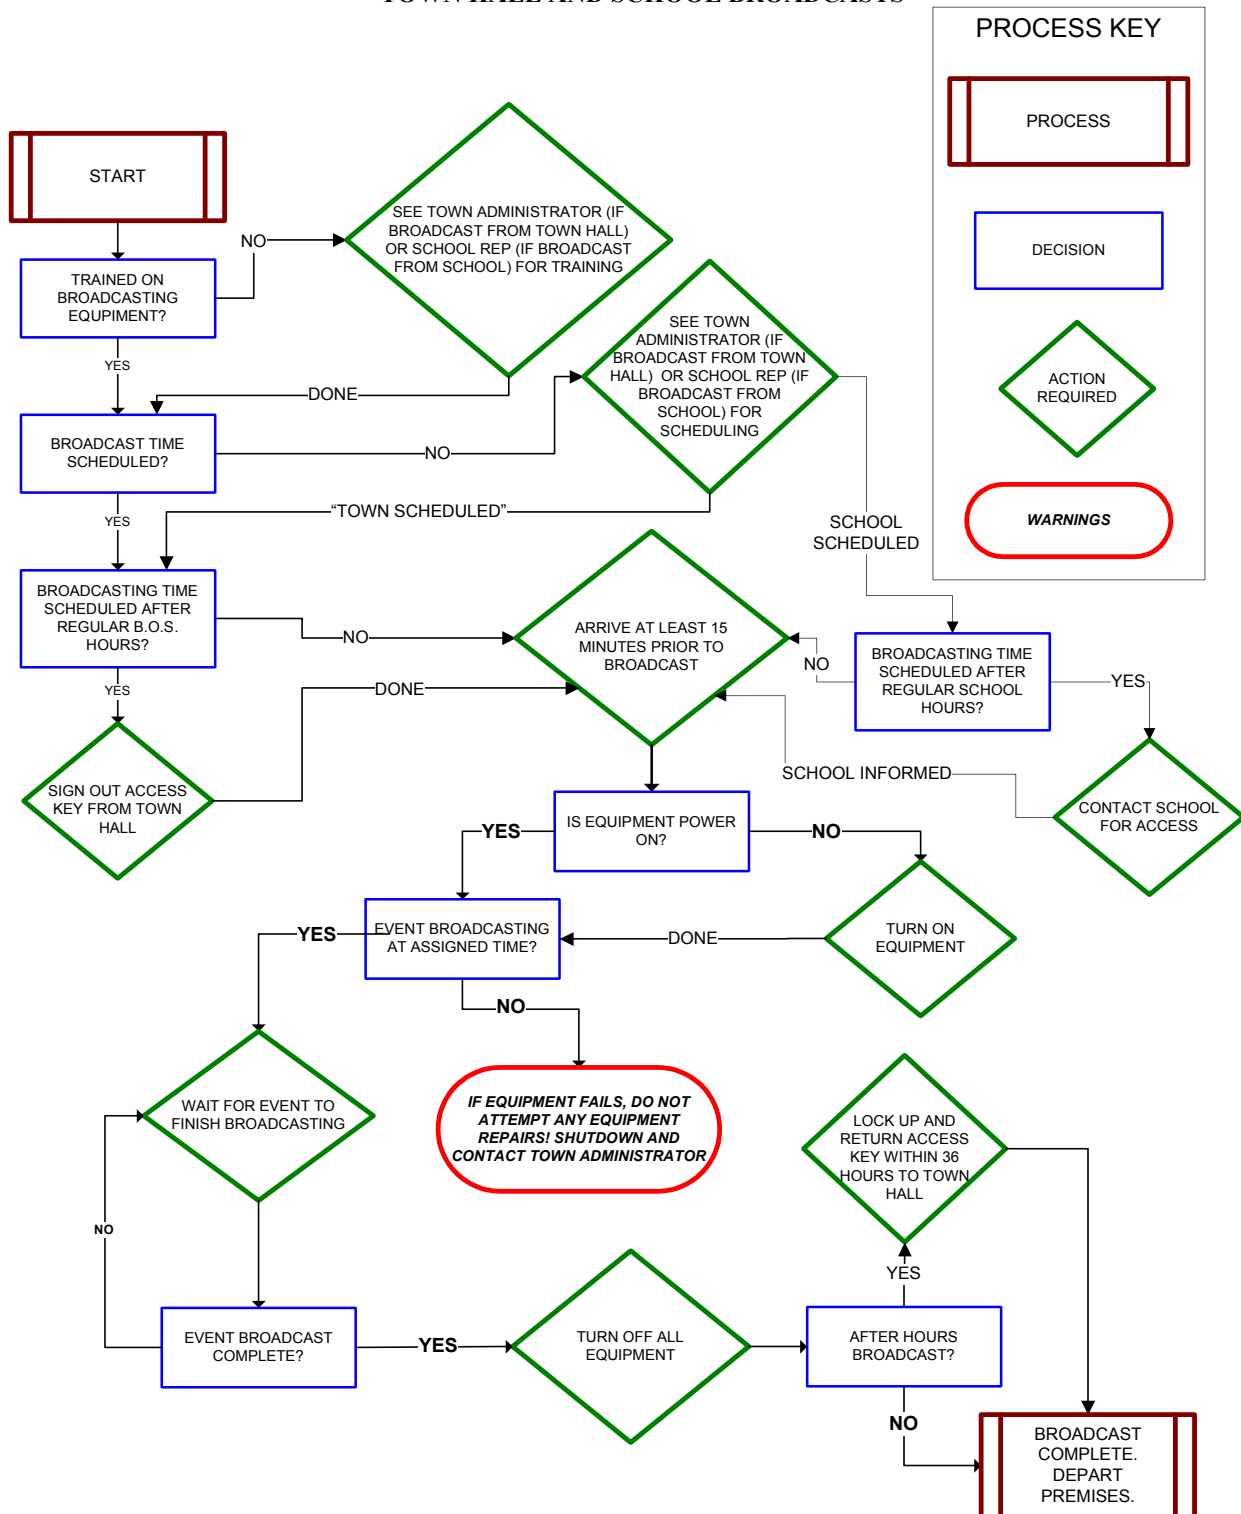 TOWN HALL AND SCHOOL BROADCASTS
PROCESS KEY
PROCESS
DECISION
ACTION
REQUIRED
WARNINGS
START
NO
SEE TOWN ADMINISTRATOR (IF
BROADCAST FROM TOWN HALL)
OR SCHOOL REP (IF BROADCAST
FROM SCHOOL) FOR TRAINING
TRAINED ON
BROADCASTING
EQUPIMENT?
YES
DONE
SEE TOWN
ADMINISTRATOR (IF
BROADCAST FROM TOWN
HALL)  OR SCHOOL REP (IF
BROADCAST FROM
SCHOOL) FOR
SCHEDULING
BROADCAST TIME
SCHEDULED?
NO
YES
“TOWN SCHEDULED”
SCHOOL
SCHEDULED
BROADCASTING TIME
SCHEDULED AFTER
REGULAR B.O.S.
HOURS?
NO
ARRIVE AT LEAST 15
MINUTES PRIOR TO
BROADCAST
NO
BROADCASTING TIME
SCHEDULED AFTER
REGULAR SCHOOL
HOURS?
YES
YES
DONE
SIGN OUT ACCESS
KEY FROM TOWN
HALL
SCHOOL INFORMED
CONTACT SCHOOL
FOR ACCESS
YES
IS EQUIPMENT POWER
ON?
NO
YES
EVENT BROADCASTING
AT ASSIGNED TIME?
DONE
TURN ON
EQUIPMENT
NO
WAIT FOR EVENT TO
FINISH BROADCASTING
IF EQUIPMENT FAILS, DO NOT
ATTEMPT ANY EQUIPMENT
REPAIRS! SHUTDOWN AND
CONTACT TOWN ADMINISTRATOR
LOCK UP AND
RETURN ACCESS
KEY WITHIN 36
HOURS TO TOWN
HALL
NO
YES
EVENT BROADCAST
COMPLETE?
YES
TURN OFF ALL
EQUIPMENT
AFTER HOURS
BROADCAST?
NO
BROADCAST
COMPLETE.
DEPART
PREMISES.